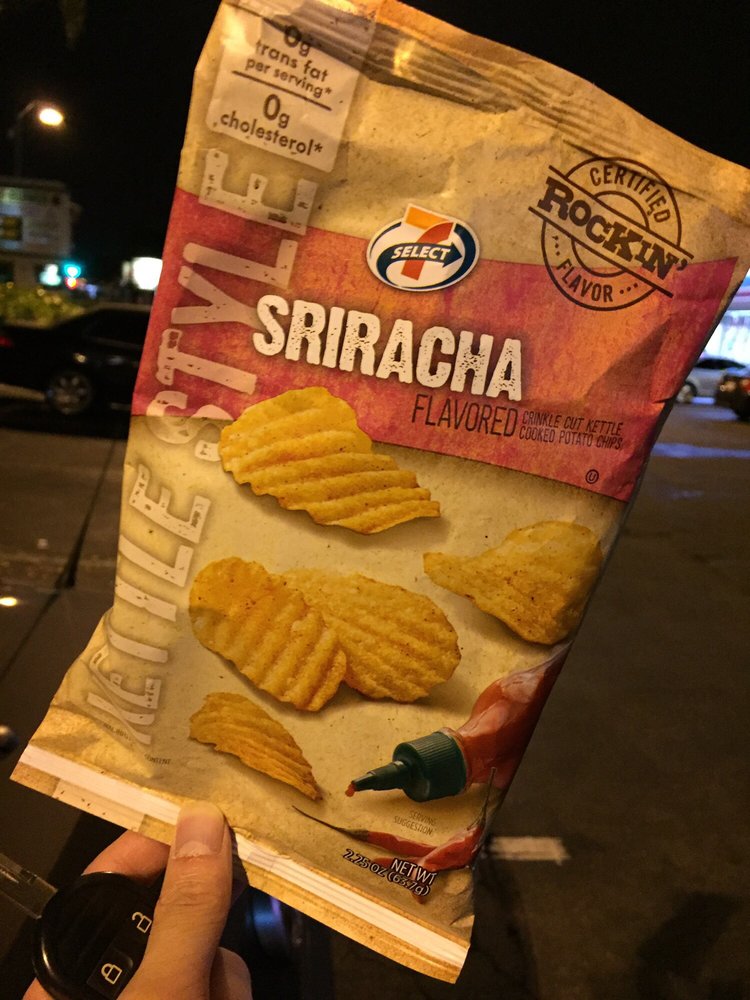 0g
trans fat
per serving*
0g
cholesterol*
KETTLE STYLE
7
SELECT
CERTIFIED
ROCKIN'
FLAVOR
SRIRACHA
FLAVORED
CRINKLE CUT KETTLE
COOKED POTATO CHIPS
U
SERVING
SUGGESTION
NET WT
2.25 OZ (63.7g)